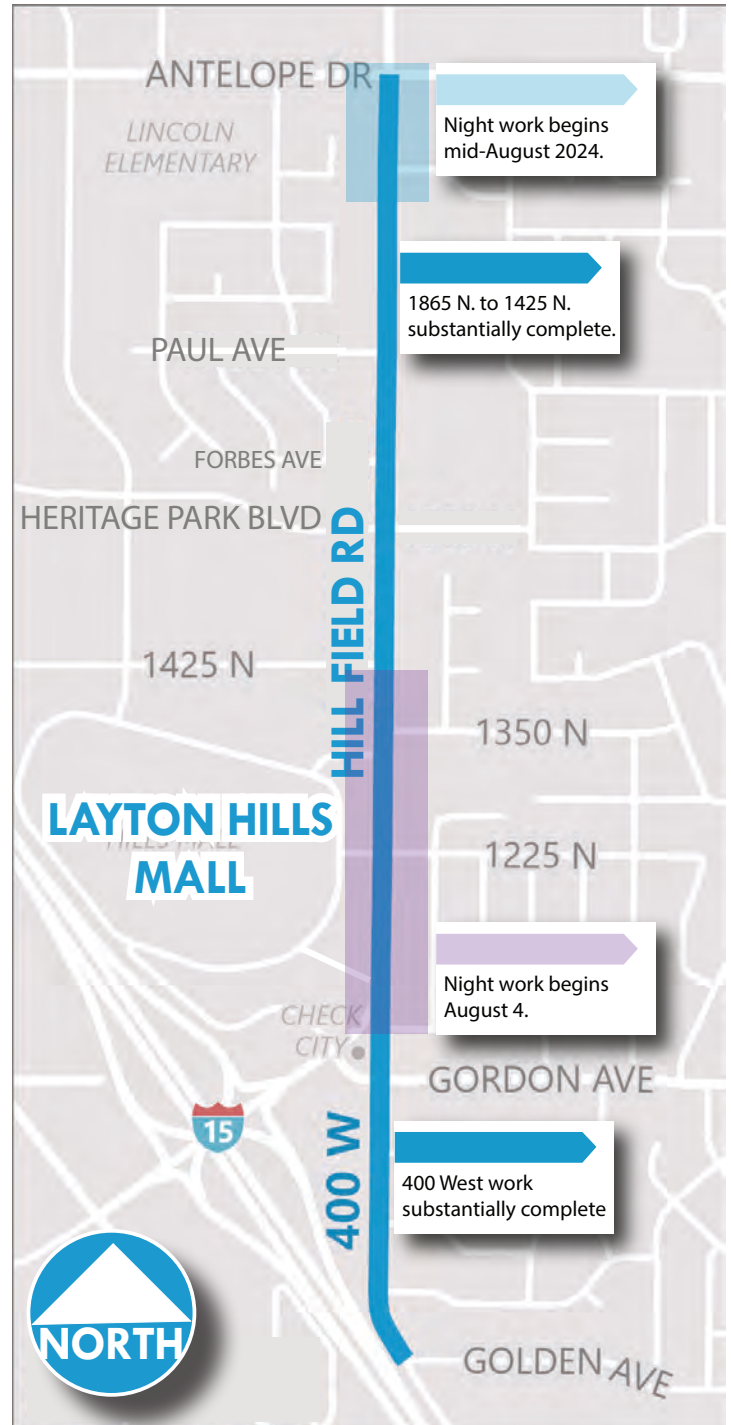 ANTELOPE DR
LINCOLN
ELEMENTARY
Night work begins
mid-August 2024.
1865 N. to 1425 N.
substantially complete.
PAUL AVE
FORBES AVE
HERITAGE PARK BLVD
HILL FIELD RD
1425 N
1350 N
LAYTON HILLS
HILLS MALL
MALL
1225 N
Night work begins
August 4.
CHECK
CITY
GORDON AVE
15
400 W
400 West work
substantially complete
NORTH
GOLDEN AVE